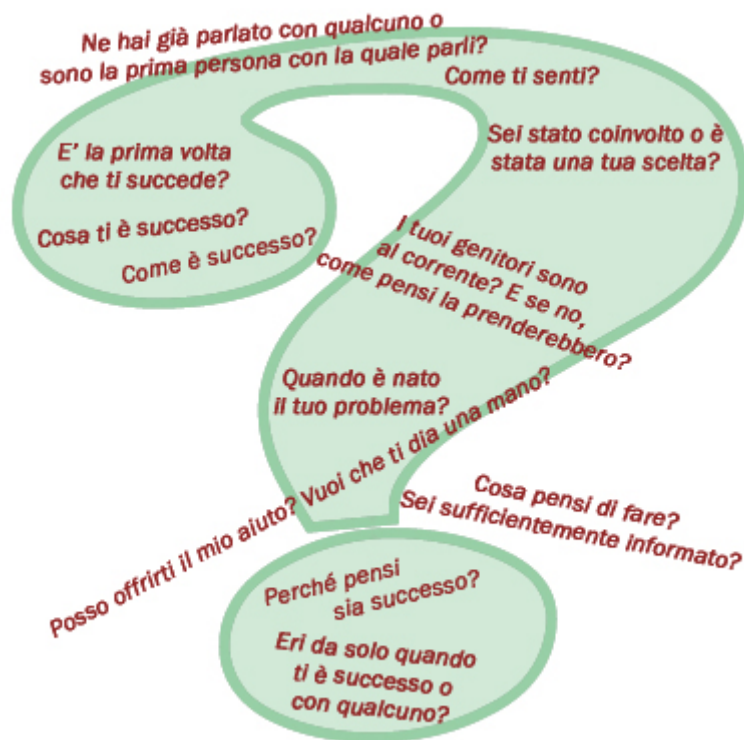 Ne hai già parlato con qualcuno o
sono la prima persona con la quale parli?
Come ti senti?
Sei stato coinvolto o è
stata una tua scelta?
E' la prima volta
che ti succede?
Cosa ti è successo?
Come è successo?
I tuoi genitori sono
al corrente? E se no,
come pensi la prenderebbero?
Quando è nato
il tuo problema?
Posso offrirti il mio aiuto? Vuoi che ti dia una mano?
Cosa pensi di fare?
Sei sufficientemente informato?
Perché pensi
sia successo?
Eri da solo quando
ti è successo o
con qualcuno?